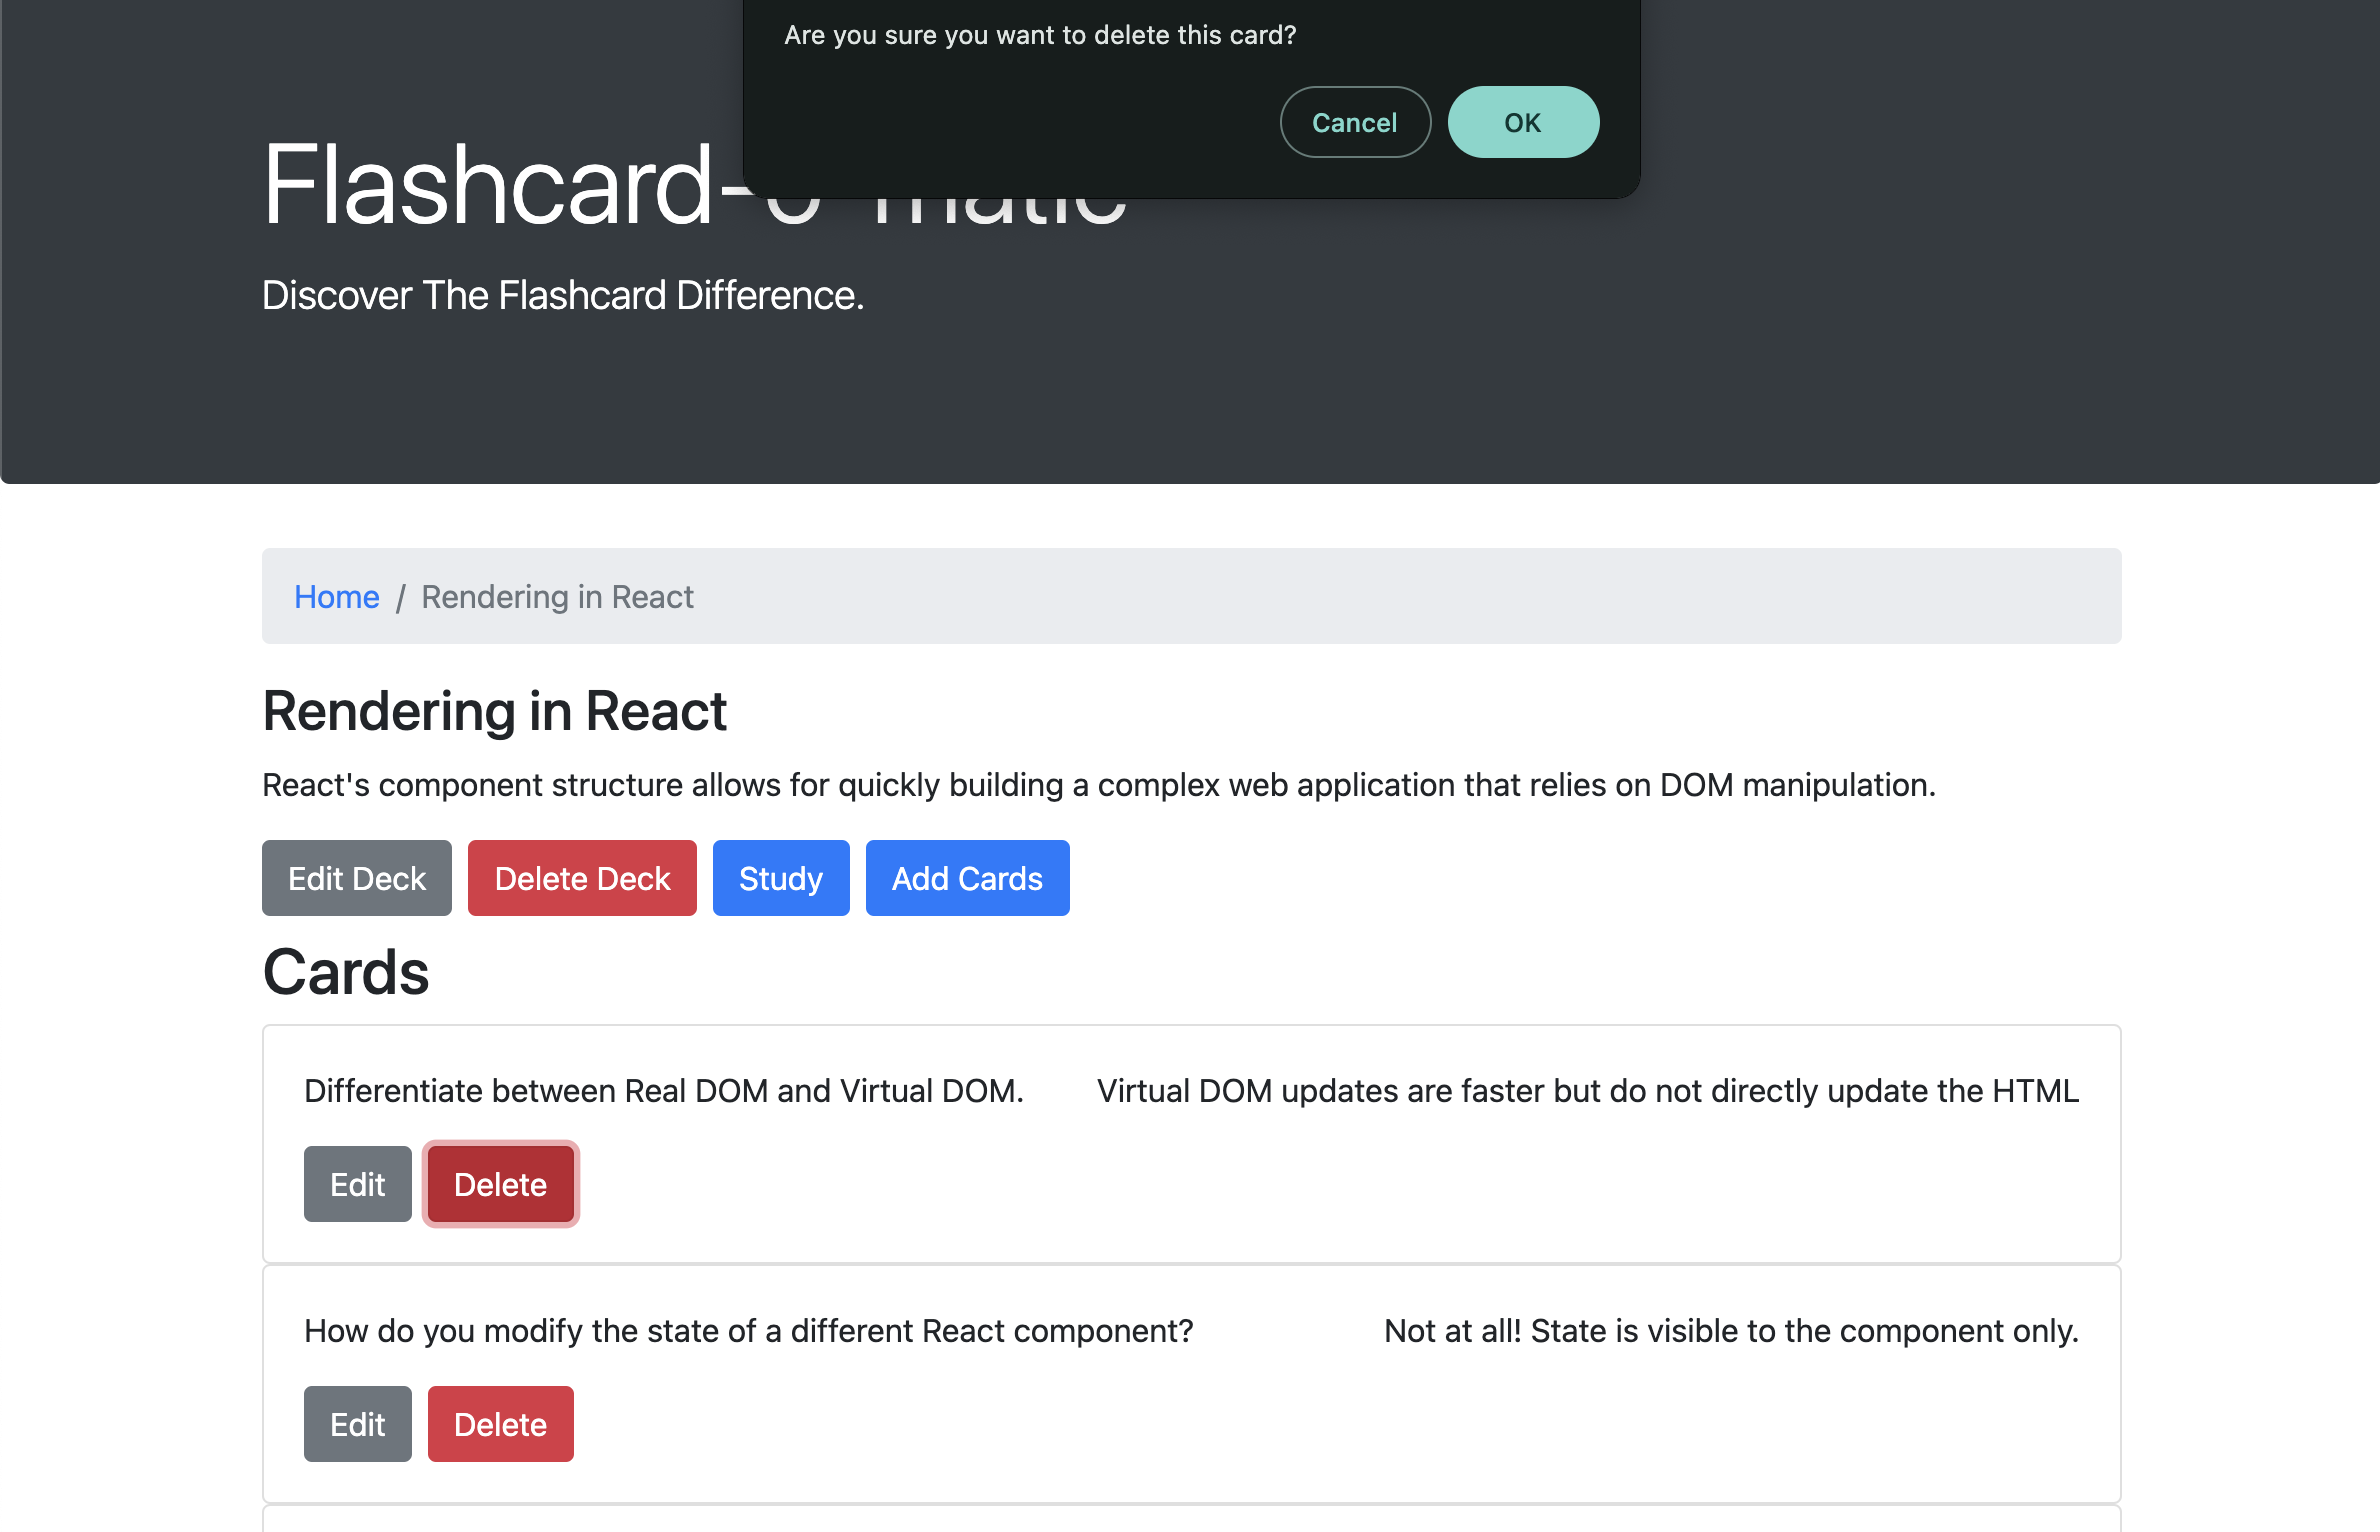 Are you sure you want to delete this card?
Cancel OK
Flashcard-o-matic
Discover The Flashcard Difference.
Home / Rendering in React
Rendering in React
React's component structure allows for quickly building a complex web application that relies on DOM manipulation.
Edit Deck Delete Deck Study Add Cards
Cards
Differentiate between Real DOM and Virtual DOM. Virtual DOM updates are faster but do not directly update the HTML
Edit Delete
How do you modify the state of a different React component? Not at all! State is visible to the component only.
Edit Delete